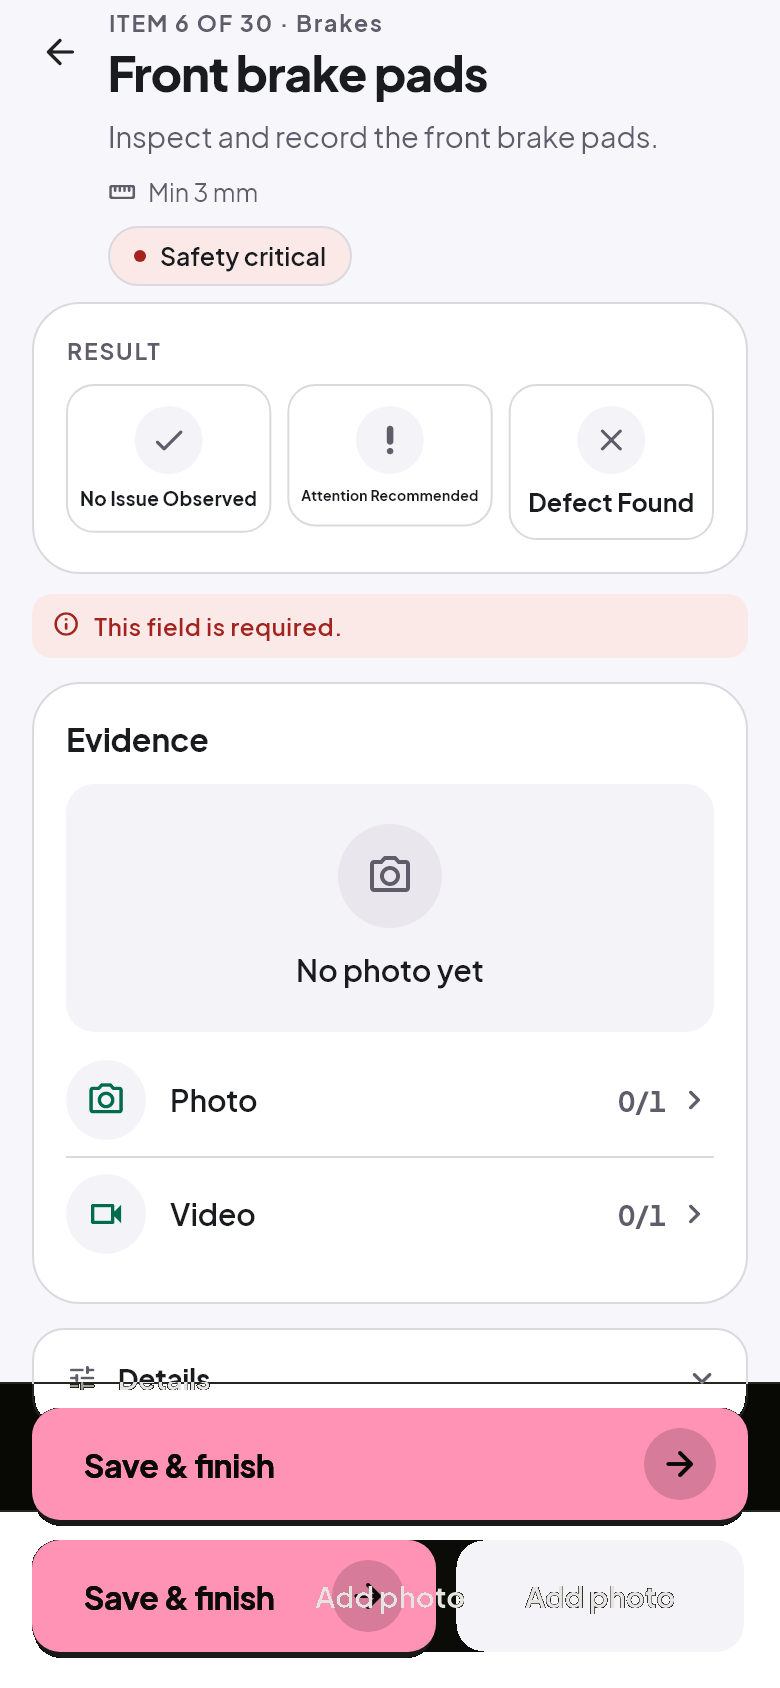 ITEM 6 OF 30 · Brakes
Front brake pads
Inspect and record the front brake pads.
Min 3 mm
Safety critical
RESULT
No Issue Observed
Attention Recommended
Defect Found
This field is required.
Evidence
No photo yet
Photo 0/1
Video 0/1
Details
Save & finish
Save & finish Add photo Add photo